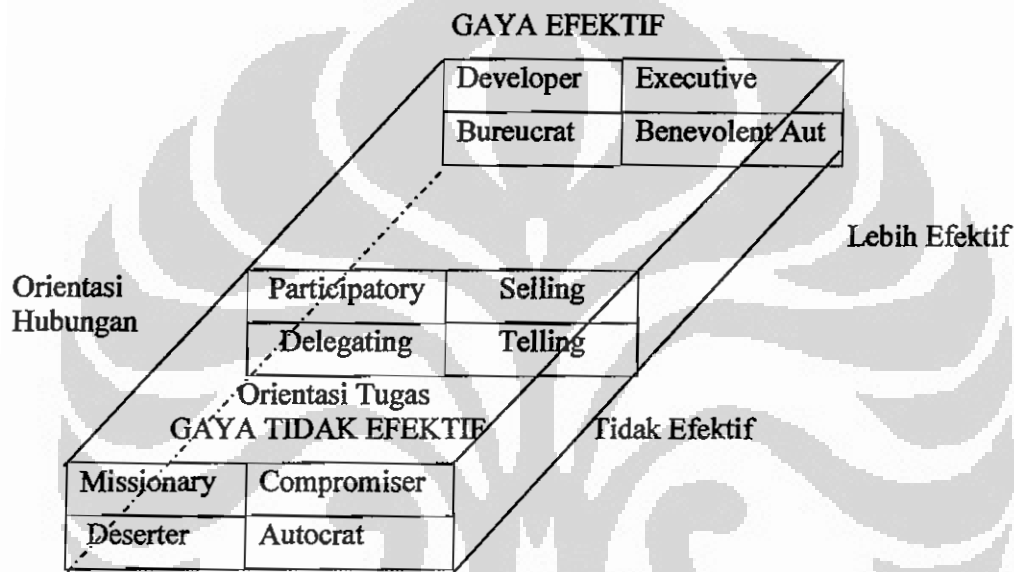 GAYA EFEKTIF
Developer Executive
Bureucrat Benevolent Aut
Lebih Efektif
Orientasi
Hubungan
Participatory Selling
Delegating Telling
Orientasi Tugas
GAYA TIDAK EFEKTIF Tidak Efektif
Missionary Compromiser
Deserter Autocrat